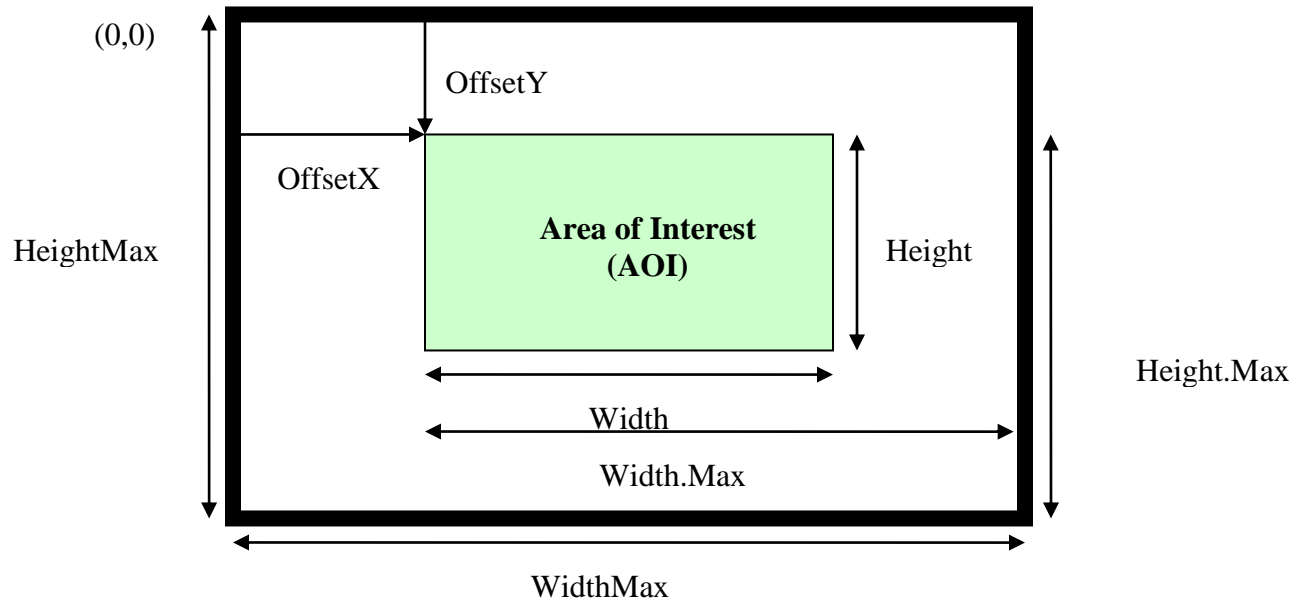 (0,0)
OffsetY
OffsetX
Area of Interest
(AOI)
HeightMax
Height
Height.Max
Width
Width.Max
WidthMax